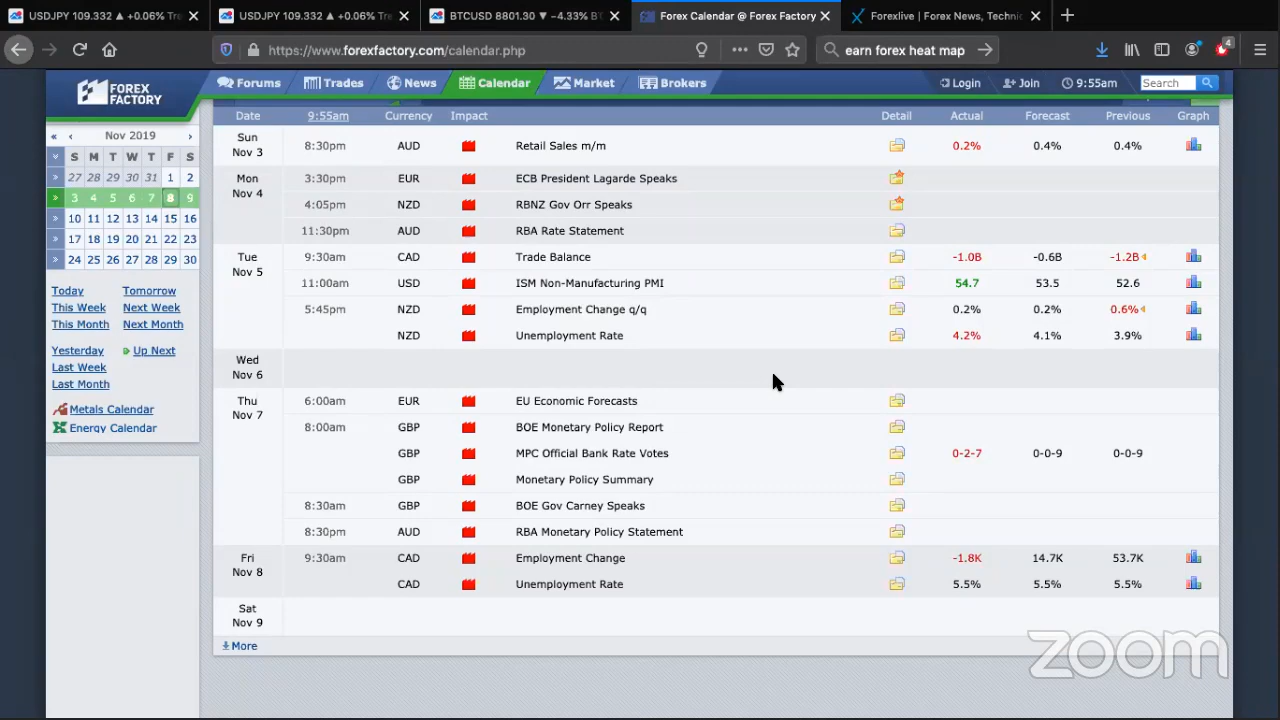 USDJPY 109.332 ▲ +0.06% Tre
USDJPY 109.332 ▲ +0.06% Tre
BTCUSD 8801.30 ▼ −4.33% B
Forex Calendar @ Forex Factory
Forexlive | Forex News, Technic
https://www.forexfactory.com/calendar.php
earn forex heat map
4
FOREX FACTORY
Forums Trades News Calendar Market Brokers
Login Join 9:55am Search
Nov 2019
S M T W T F S
27 28 29 30 31 1 2
3 4 5 6 7 8 9
10 11 12 13 14 15 16
17 18 19 20 21 22 23
24 25 26 27 28 29 30
Today Tomorrow
This Week Next Week
This Month Next Month
Yesterday Up Next
Last Week
Last Month
Metals Calendar
Energy Calendar
Date 9:55am Currency Impact Detail Actual Forecast Previous Graph
Sun Nov 3 8:30pm AUD Retail Sales m/m 0.2% 0.4% 0.4%
Mon Nov 4 3:30pm EUR ECB President Lagarde Speaks
4:05pm NZD RBNZ Gov Orr Speaks
11:30pm AUD RBA Rate Statement
Tue Nov 5 9:30am CAD Trade Balance -1.0B -0.6B -1.2B
11:00am USD ISM Non-Manufacturing PMI 54.7 53.5 52.6
5:45pm NZD Employment Change q/q 0.2% 0.2% 0.6%
NZD Unemployment Rate 4.2% 4.1% 3.9%
Wed Nov 6
Thu Nov 7 6:00am EUR EU Economic Forecasts
8:00am GBP BOE Monetary Policy Report
GBP MPC Official Bank Rate Votes 0-2-7 0-0-9 0-0-9
GBP Monetary Policy Summary
8:30am GBP BOE Gov Carney Speaks
8:30pm AUD RBA Monetary Policy Statement
Fri Nov 8 9:30am CAD Employment Change -1.8K 14.7K 53.7K
CAD Unemployment Rate 5.5% 5.5% 5.5%
Sat Nov 9
More
zoom